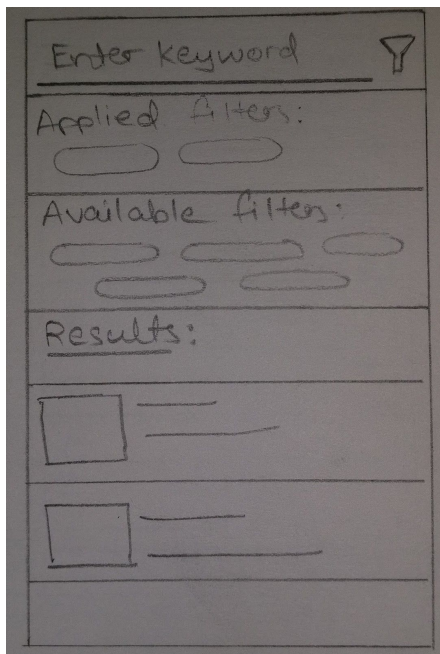 Enter keyword
Applied filters:
Available filters:
Results: